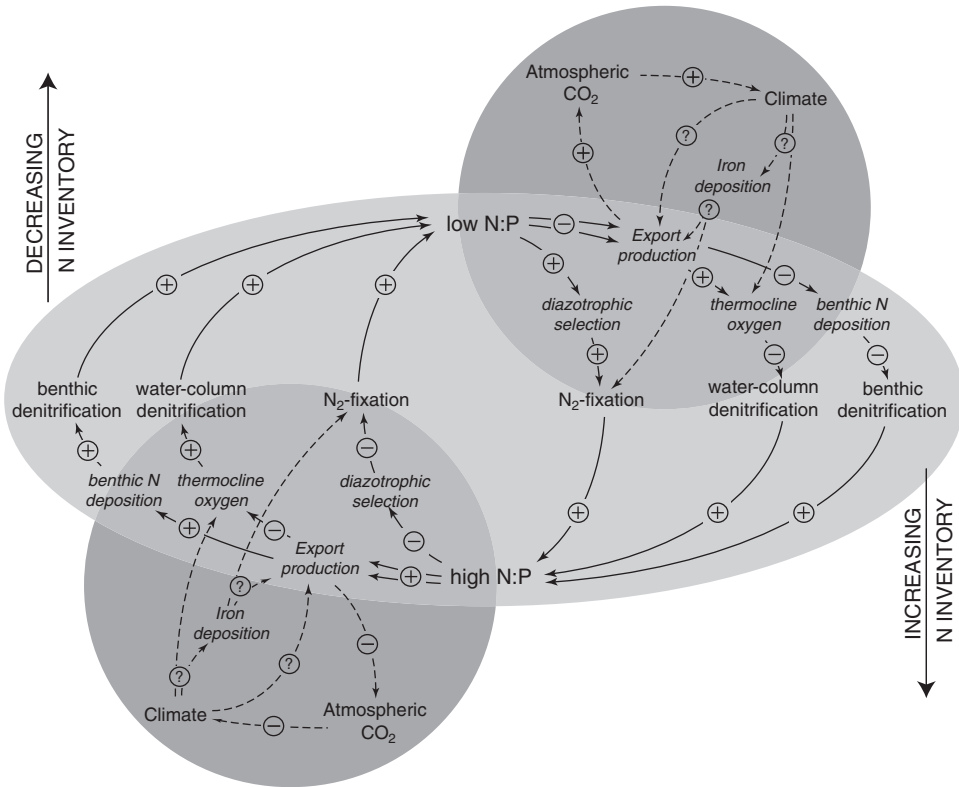 DECREASING
N INVENTORY
Atmospheric
CO₂
+
Climate
+
?
?
Iron
deposition
?
low N:P
−
Export
production
+
diazotrophic
selection
+
+
thermocline
oxygen
−
benthic N
deposition
−
−
N₂-fixation
water-column
denitrification
benthic
denitrification
+
+
+
+
+
+
benthic
denitrification
water-column
denitrification
N₂-fixation
+
+
−
benthic N
deposition
thermocline
oxygen
diazotrophic
selection
+
−
−
Export
production
+
high N:P
?
Iron
deposition
−
?
?
Climate
−
Atmospheric
CO₂
INCREASING
N INVENTORY